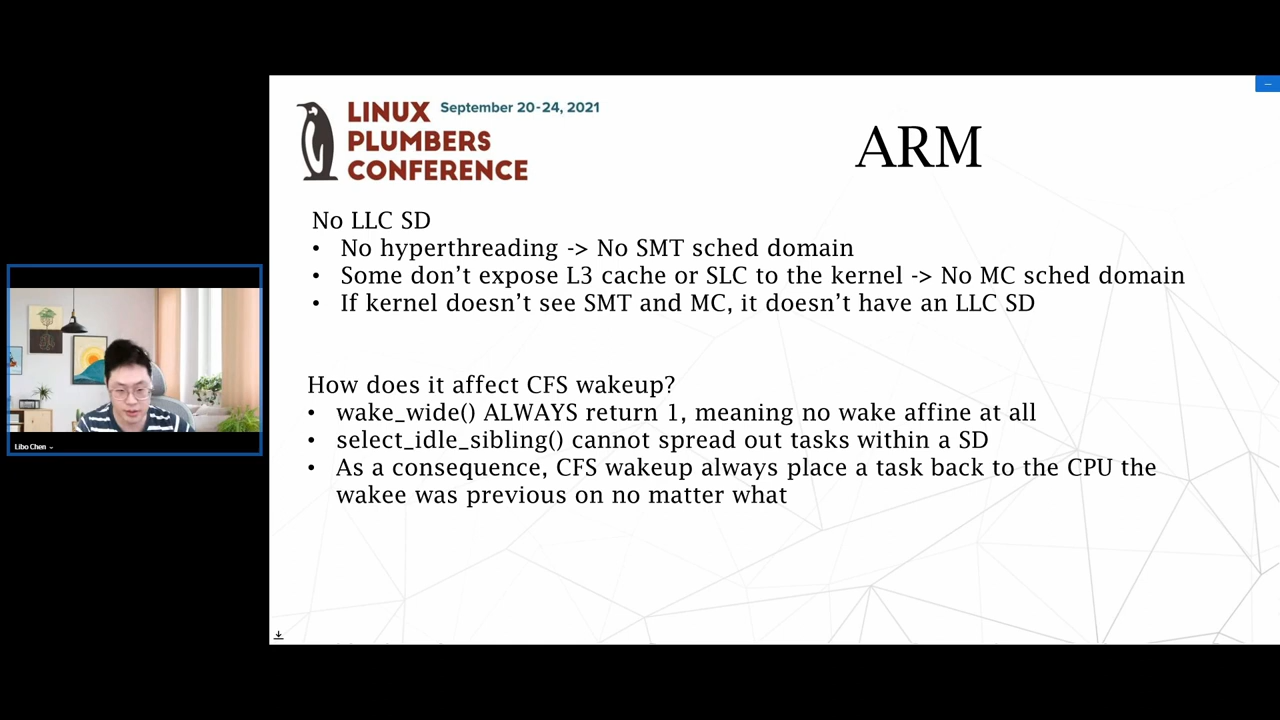 LINUX September 20-24, 2021
PLUMBERS
CONFERENCE
ARM
No LLC SD
• No hyperthreading -> No SMT sched domain
• Some don't expose L3 cache or SLC to the kernel -> No MC sched domain
• If kernel doesn't see SMT and MC, it doesn't have an LLC SD
How does it affect CFS wakeup?
• wake_wide() ALWAYS return 1, meaning no wake affine at all
• select_idle_sibling() cannot spread out tasks within a SD
• As a consequence, CFS wakeup always place a task back to the CPU the
wakee was previous on no matter what
Libo Chen